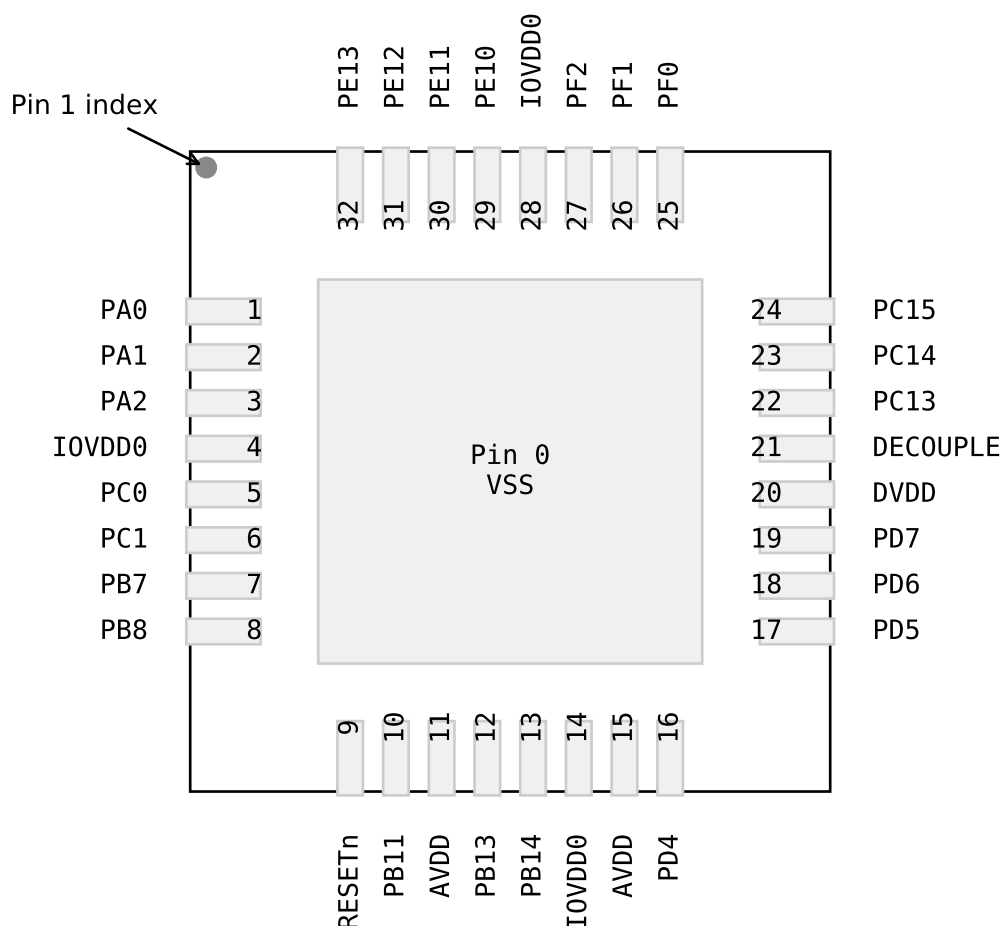 PE13
PE12
PE11
PE10
IOVDD0
PF2
PF1
PF0
Pin 1 index
32
31
30
29
28
27
26
25
PA0 1
PA1 2
PA2 3
IOVDD0 4
PC0 5
PC1 6
PB7 7
PB8 8
Pin 0
VSS
24 PC15
23 PC14
22 PC13
21 DECOUPLE
20 DVDD
19 PD7
18 PD6
17 PD5
9
10
11
12
13
14
15
16
RESETn
PB11
AVDD
PB13
PB14
IOVDD0
AVDD
PD4